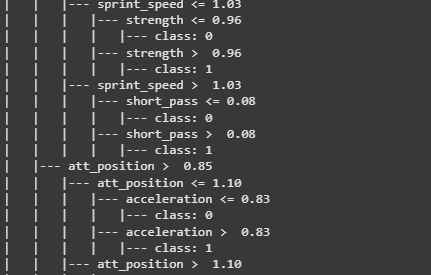 |   |   |--- sprint_speed <= 1.03
|   |   |   |--- strength <= 0.96
|   |   |   |   |--- class: 0
|   |   |   |--- strength >  0.96
|   |   |   |   |--- class: 1
|   |   |--- sprint_speed >  1.03
|   |   |   |--- short_pass <= 0.08
|   |   |   |   |--- class: 0
|   |   |   |--- short_pass >  0.08
|   |   |   |   |--- class: 1
|   |--- att_position >  0.85
|   |   |--- att_position <= 1.10
|   |   |   |--- acceleration <= 0.83
|   |   |   |   |--- class: 0
|   |   |   |--- acceleration >  0.83
|   |   |   |   |--- class: 1
|   |   |--- att_position >  1.10